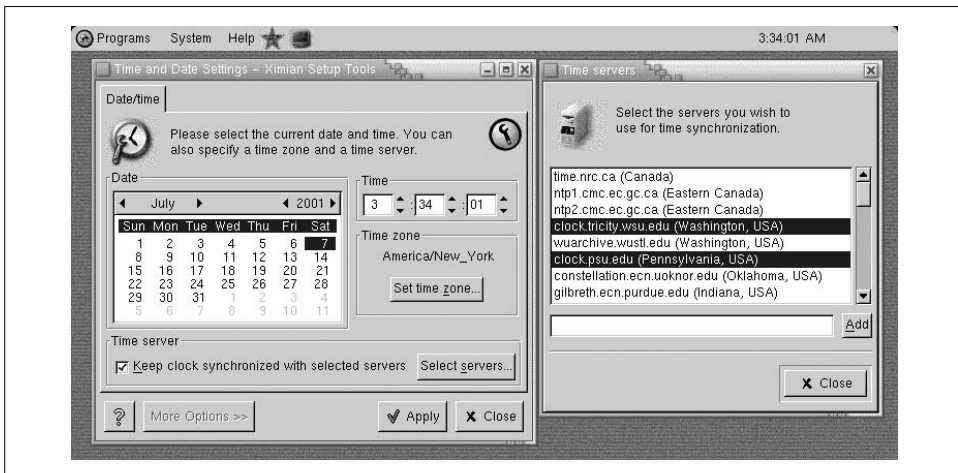 Programs System Help 3:34:01 AM
Time and Date Settings – Ximian Setup Tools
Date/time
Please select the current date and time. You can
also specify a time zone and a time server.
Date
July 2001
Sun Mon Tue Wed Thu Fri Sat
1 2 3 4 5 6 7
8 9 10 11 12 13 14
15 16 17 18 19 20 21
22 23 24 25 26 27 28
29 30 31 1 2 3 4
5 6 7 8 9 10 11
Time
3 : 34 : 01
Time zone
America/New_York
Set time zone...
Time server
Keep clock synchronized with selected servers Select servers...
? More Options >> Apply X Close
Time servers
Select the servers you wish to
use for time synchronization.
time.nrc.ca (Canada)
ntp1.cmc.ec.gc.ca (Eastern Canada)
ntp2.cmc.ec.gc.ca (Eastern Canada)
clock.tricity.wsu.edu (Washington, USA)
wuarchive.wustl.edu (Washington, USA)
clock.psu.edu (Pennsylvania, USA)
constellation.ecn.uoknor.edu (Oklahoma, USA)
gilbreth.ecn.purdue.edu (Indiana, USA)
Add
X Close